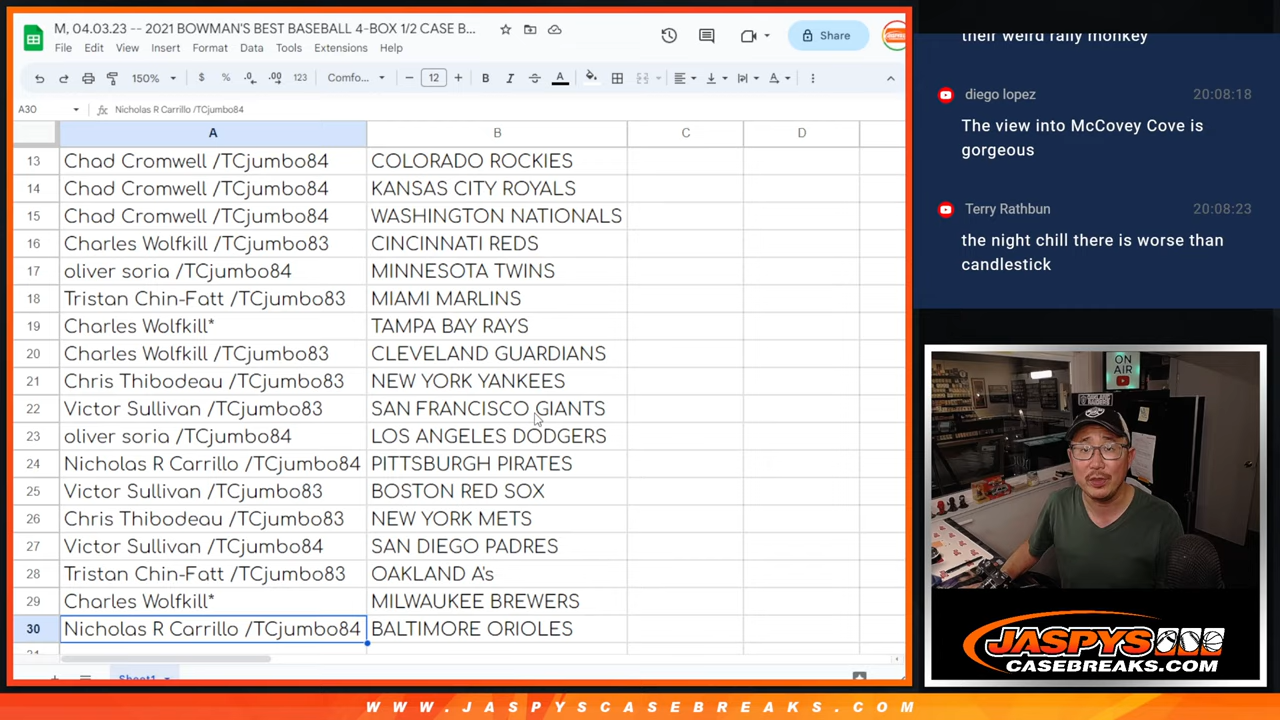 M, 04.03.23 -- 2021 BOWMAN'S BEST BASEBALL 4-BOX 1/2 CASE B...
File Edit View Insert Format Data Tools Extensions Help
Share
150% $ % .0 .00 123 Comfo... 12 B I A
A30 fx Nicholas R Carrillo /TCjumbo84
A B C D
13 Chad Cromwell /TCjumbo84 COLORADO ROCKIES
14 Chad Cromwell /TCjumbo84 KANSAS CITY ROYALS
15 Chad Cromwell /TCjumbo84 WASHINGTON NATIONALS
16 Charles Wolfkill /TCjumbo83 CINCINNATI REDS
17 oliver soria /TCjumbo84 MINNESOTA TWINS
18 Tristan Chin-Fatt /TCjumbo83 MIAMI MARLINS
19 Charles Wolfkill* TAMPA BAY RAYS
20 Charles Wolfkill /TCjumbo83 CLEVELAND GUARDIANS
21 Chris Thibodeau /TCjumbo83 NEW YORK YANKEES
22 Victor Sullivan /TCjumbo83 SAN FRANCISCO GIANTS
23 oliver soria /TCjumbo84 LOS ANGELES DODGERS
24 Nicholas R Carrillo /TCjumbo84 PITTSBURGH PIRATES
25 Victor Sullivan /TCjumbo83 BOSTON RED SOX
26 Chris Thibodeau /TCjumbo83 NEW YORK METS
27 Victor Sullivan /TCjumbo84 SAN DIEGO PADRES
28 Tristan Chin-Fatt /TCjumbo83 OAKLAND A's
29 Charles Wolfkill* MILWAUKEE BREWERS
30 Nicholas R Carrillo /TCjumbo84 BALTIMORE ORIOLES
Sheet1
their weird rally monkey
diego lopez 20:08:18
The view into McCovey Cove is
gorgeous
Terry Rathbun 20:08:23
the night chill there is worse than
candlestick
ON
AIR
JASPYS
CASEBREAKS.COM
WWW.JASPYSCASEBREAKS.COM